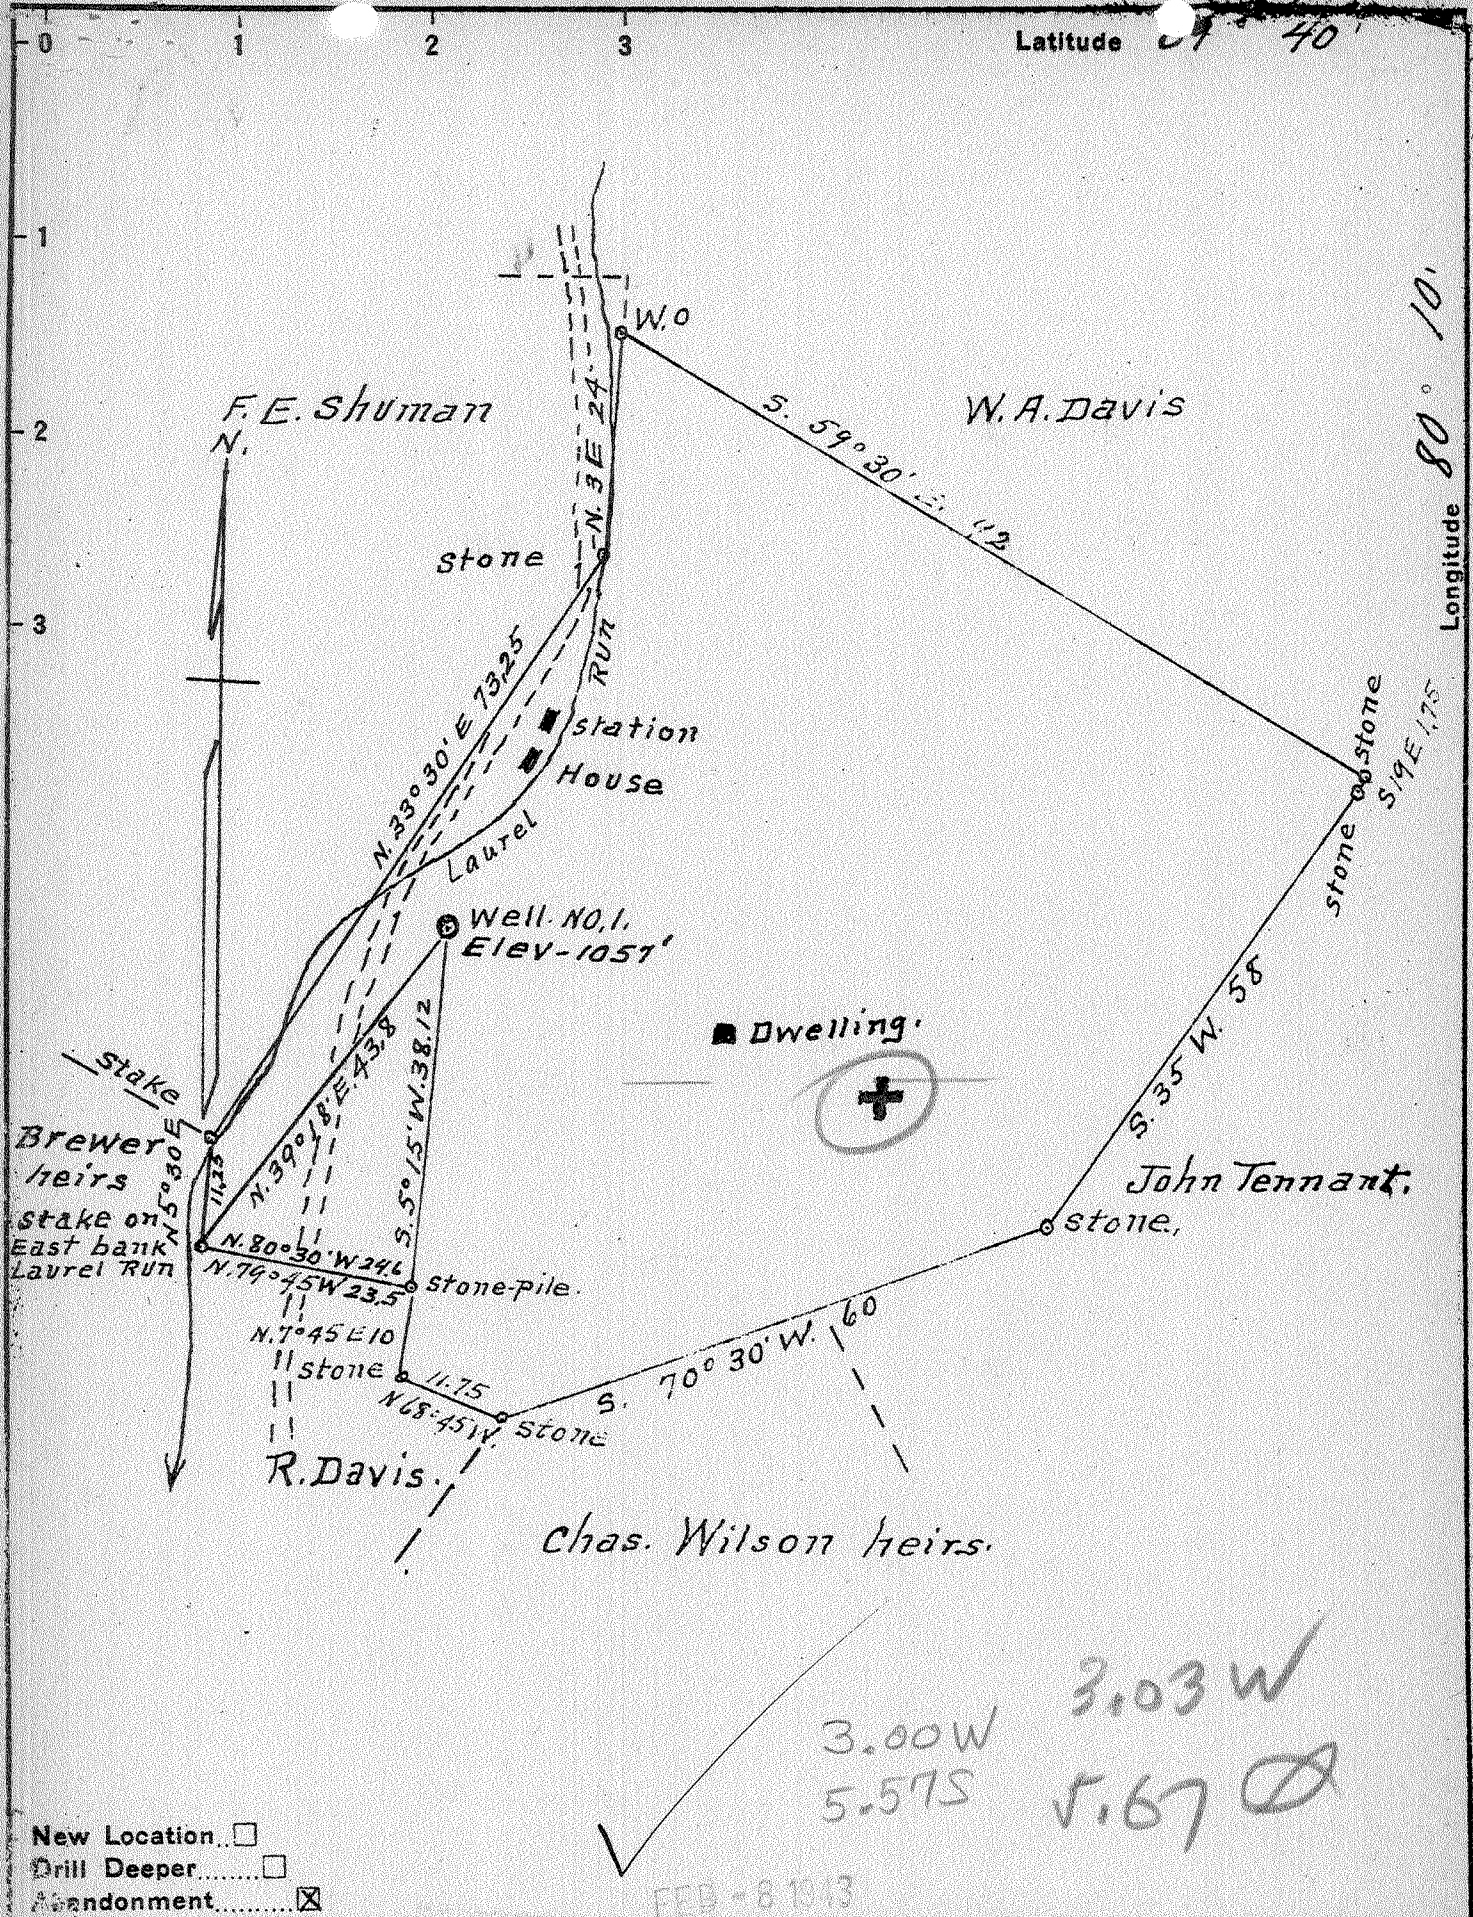 0 1 2 3 Latitude 40'
1
2
3
Longitude 80° 10'
W.O
F.E. Shuman
N.
W.A. Davis
S. 59°30' E.
N. 3 E 24
stone
N. 33°30' E 73,25
Run
station
House
Laurel
stone
S 19 E 1,75
stone
Well. NO, 1.
Elev-1057'
S. 35 W. 58
Dwelling.
stake
N. 39°18' E. 43,8
S. 5°15' W. 38.12
Brewer
heirs
N 5°30 E
11,25
John Tennant.
stake on
East bank
Laurel Run
stone,
N. 80°30' W 24.6
N. 79°45 W 23,5
stone-pile.
N. 7°45 E 10
stone
11.75
N 68°45 W.
stone
S. 70°30' W. 60
R. Davis.
Chas. Wilson heirs.
3.03 W
3.00 W
5.57 S
5.67
New Location
Drill Deeper
Abandonment X
FEB 8 1943